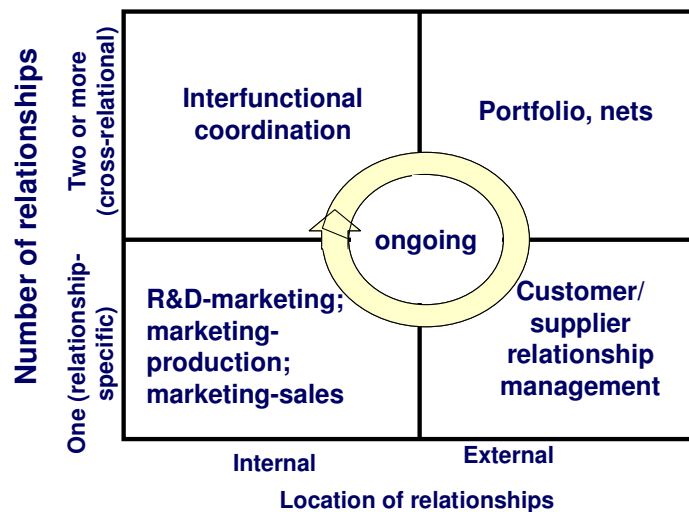 Number of relationships
Two or more
(cross-relational)
One (relationship-
specific)
Interfunctional
coordination
Portfolio, nets
ongoing
R&D-marketing;
marketing-
production;
marketing-sales
Customer/
supplier
relationship
management
Internal
External
Location of relationships